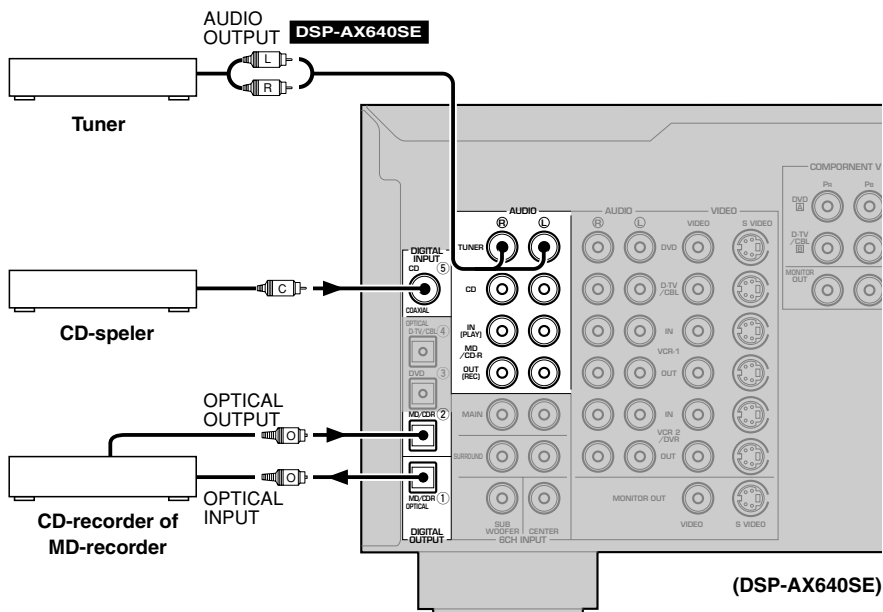 AUDIO
OUTPUT
DSP-AX640SE
L
R
Tuner
CD-speler
C
OPTICAL
OUTPUT
O
O
OPTICAL
INPUT
CD-recorder of
MD-recorder
DIGITAL
INPUT
CD 5
COAXIAL
OPTICAL
D-TV/CBL 4
DVD 3
MD/CDR 2
MD/CDR 1
OPTICAL
DIGITAL
OUTPUT
AUDIO
R L
TUNER
CD
IN
(PLAY)
MD
/CD-R
OUT
(REC)
MAIN
SURROUND
SUB
WOOFER
CENTER
6CH INPUT
AUDIO VIDEO
R L VIDEO S VIDEO
DVD
D-TV
/CBL
IN
VCR-1
OUT
IN
VCR 2
/DVR
OUT
MONITOR OUT
VIDEO S VIDEO
COMPORNENT V
PR PB
DVD
A
D-TV
/CBL
B
MONITOR
OUT
(DSP-AX640SE)